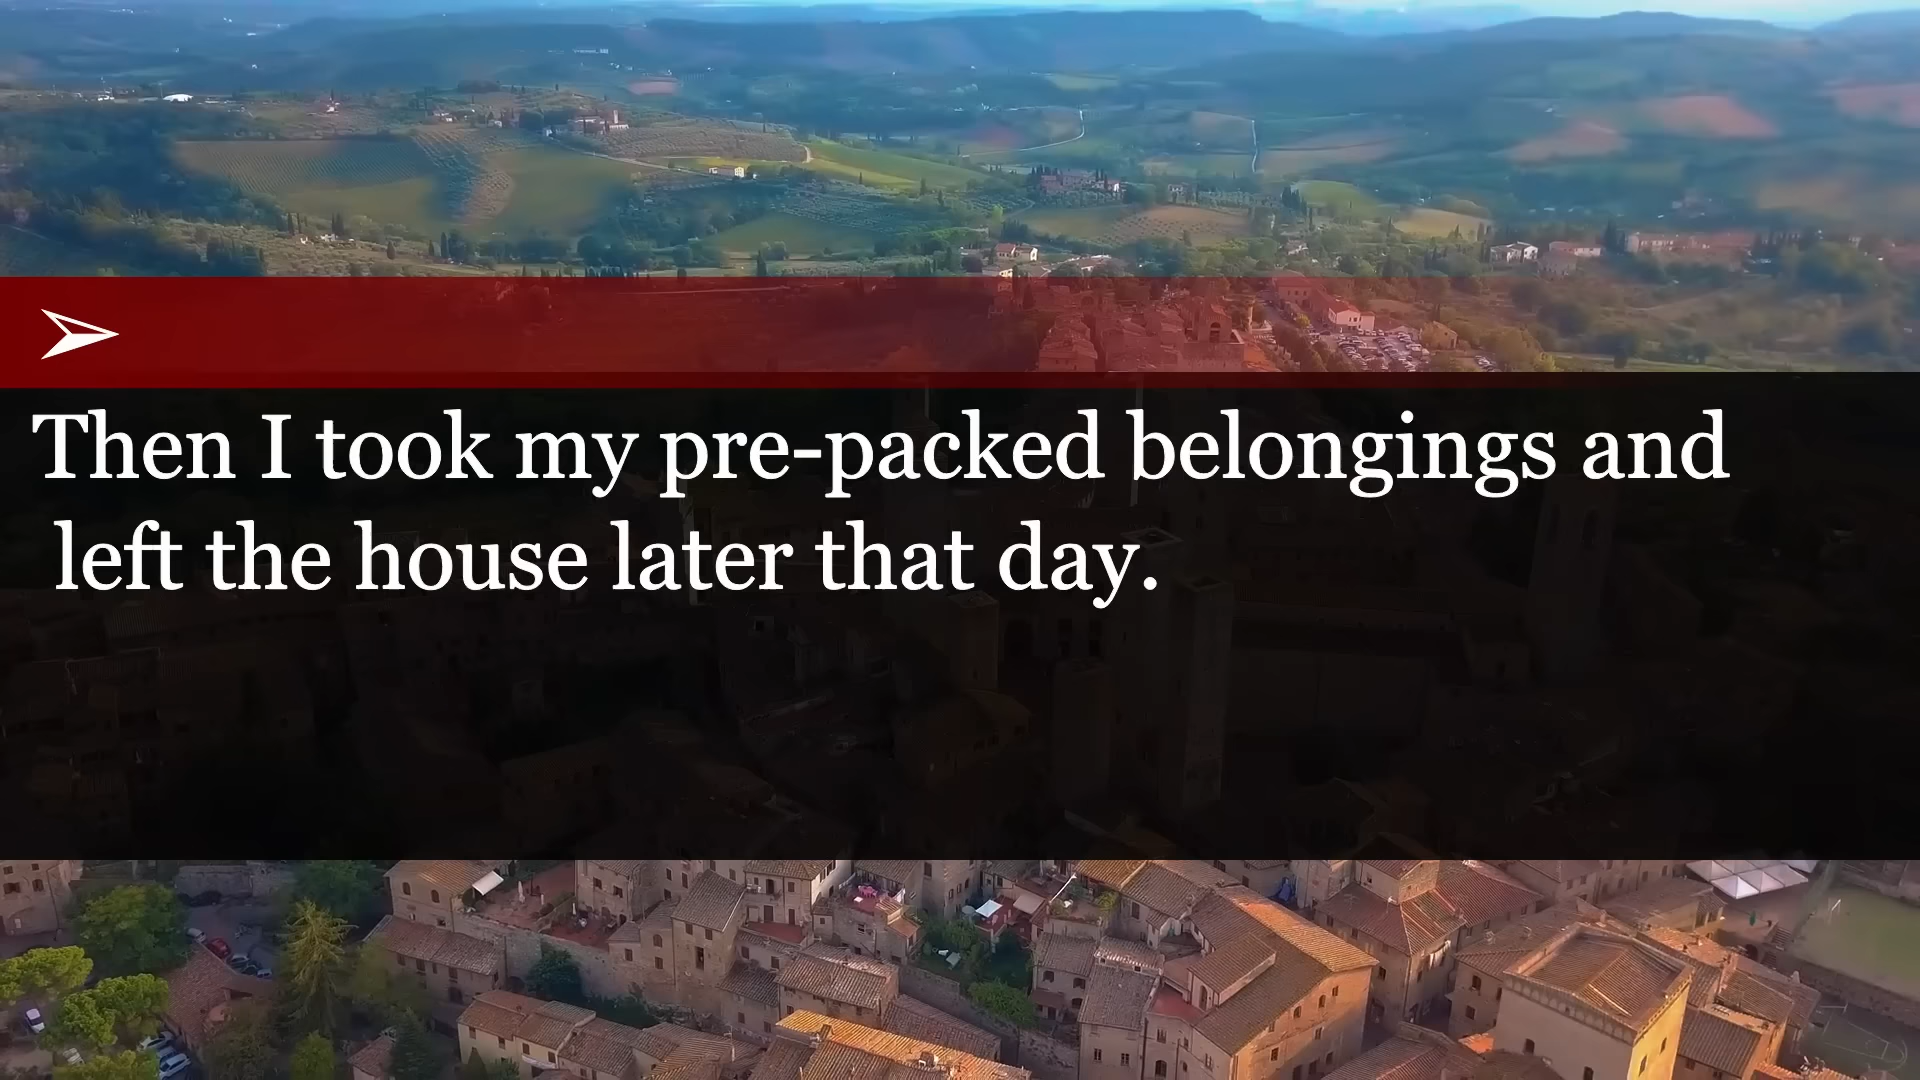 Then I took my pre-packed belongings and
left the house later that day.